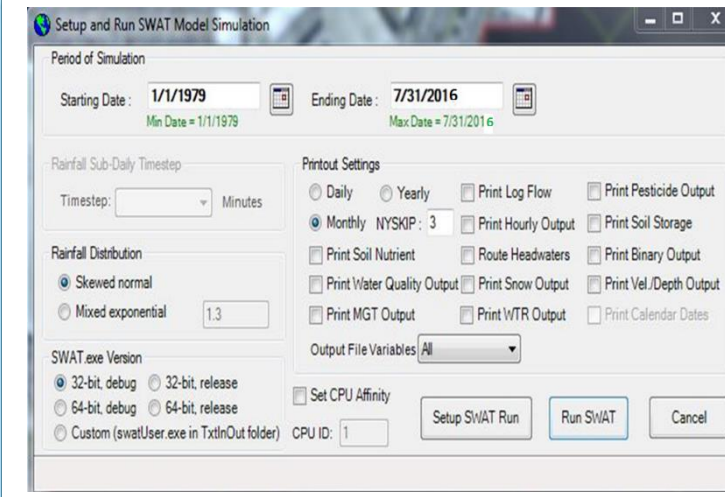 Setup and Run SWAT Model Simulation
Period of Simulation
Starting Date : 1/1/1979 Ending Date : 7/31/2016
Min Date = 1/1/1979 Max Date = 7/31/2016
Rainfall Sub-Daily Timestep
Timestep: Minutes
Rainfall Distribution
Skewed normal
Mixed exponential 1.3
SWAT.exe Version
32-bit, debug 32-bit, release
64-bit, debug 64-bit, release
Custom (swatUser.exe in TxtInOut folder)
Printout Settings
Daily Yearly Print Log Flow Print Pesticide Output
Monthly NYSKIP : 3 Print Hourly Output Print Soil Storage
Print Soil Nutrient Route Headwaters Print Binary Output
Print Water Quality Output Print Snow Output Print Vel./Depth Output
Print MGT Output Print WTR Output Print Calendar Dates
Output File Variables All
Set CPU Affinity
CPU ID: 1
Setup SWAT Run Run SWAT Cancel